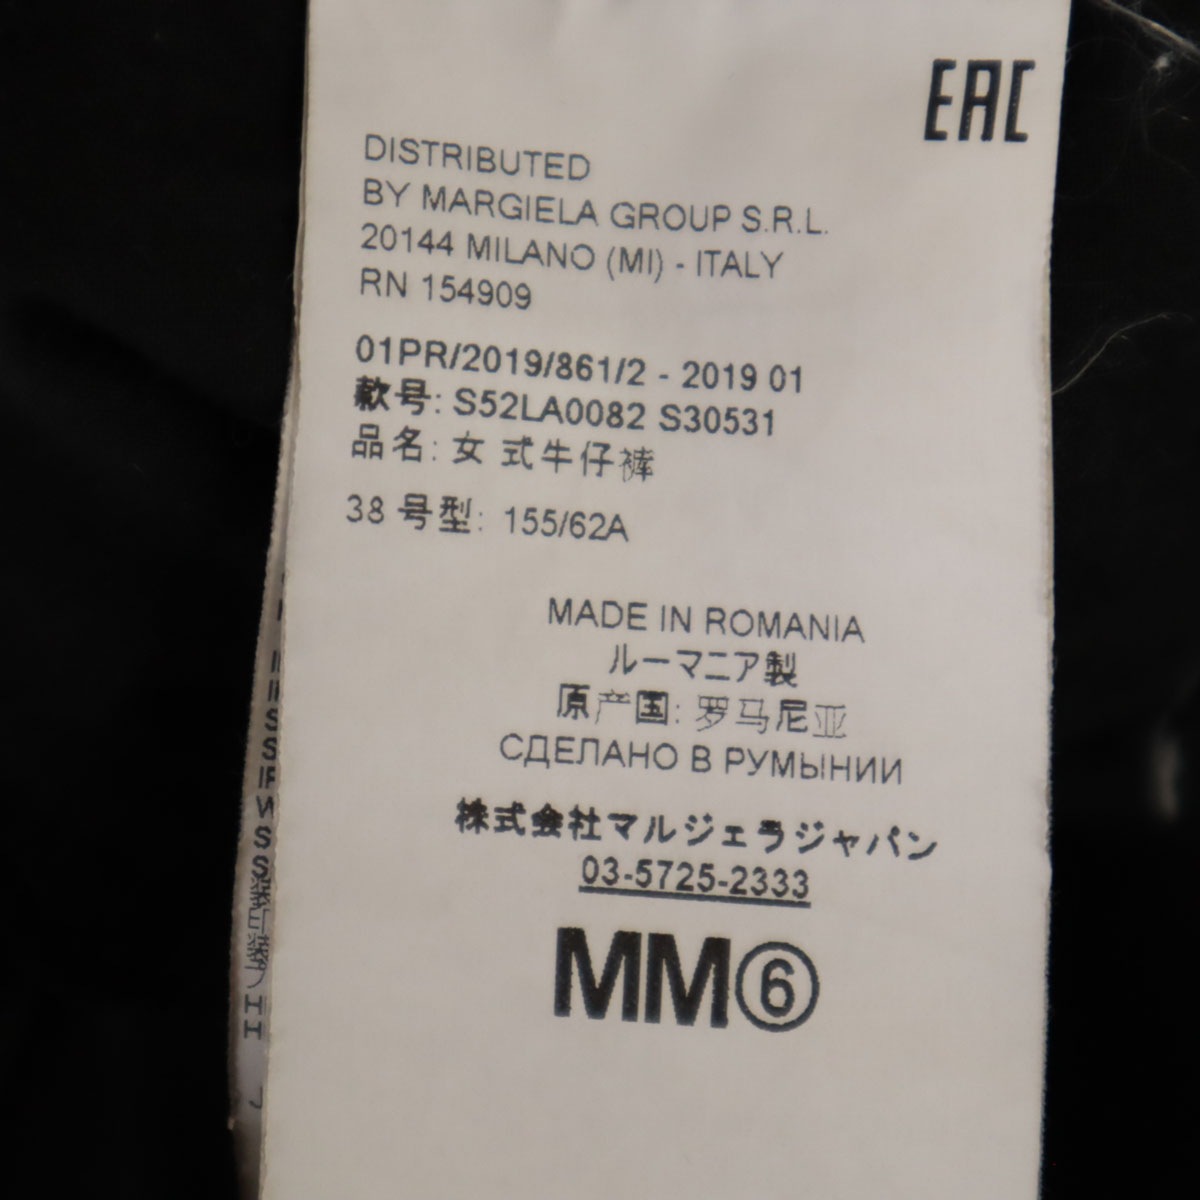 EAC
DISTRIBUTED
BY MARGIELA GROUP S.R.L.
20144 MILANO (MI) - ITALY
RN 154909
01PR/2019/861/2 - 2019 01
款号: S52LA0082 S30531
品名: 女 式牛仔裤
38 号型: 155/62A
MADE IN ROMANIA
ルーマニア製
原产国: 罗马尼亚
СДЕЛАНО В РУМЫНИИ
株式会社マルジェラジャパン
03-5725-2333
MM⑥